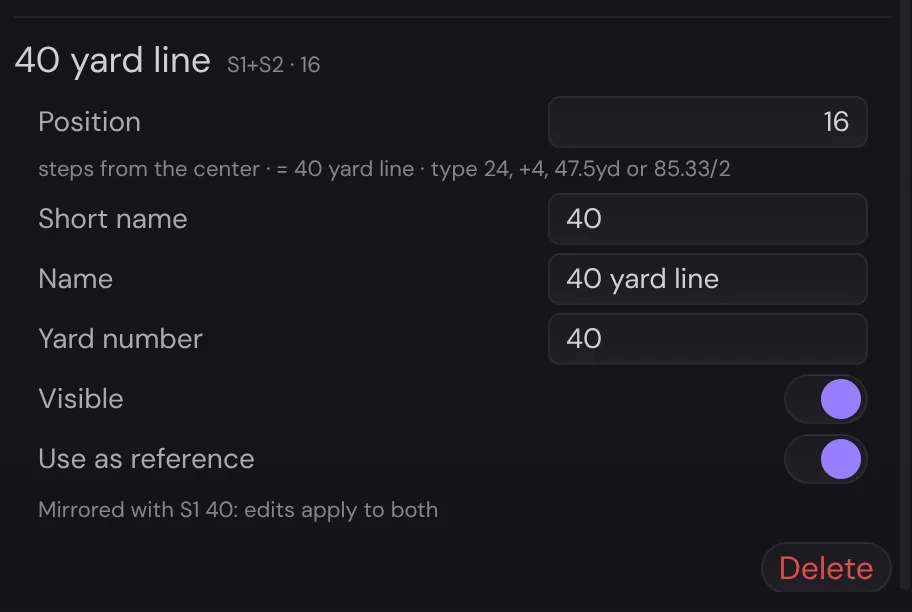 40 yard line S1+S2 · 16
Position 16
steps from the center · = 40 yard line · type 24, +4, 47.5yd or 85.33/2
Short name 40
Name 40 yard line
Yard number 40
Visible
Use as reference
Mirrored with S1 40: edits apply to both
Delete